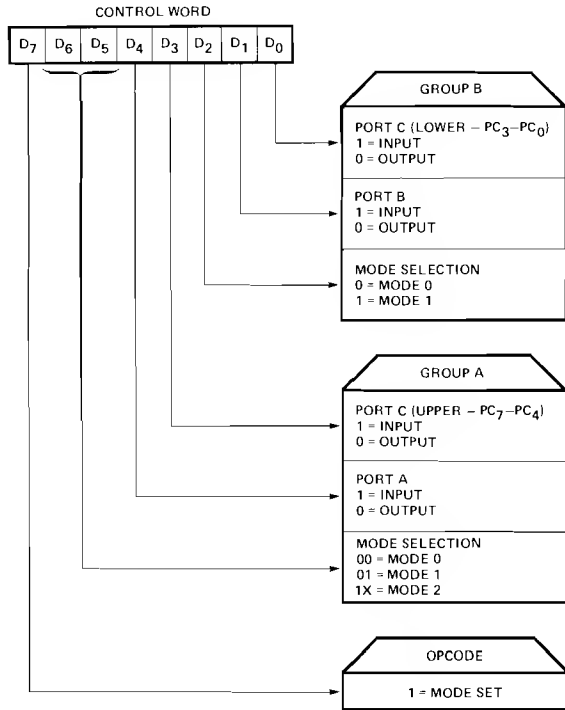 CONTROL WORD
D7 D6 D5 D4 D3 D2 D1 D0
GROUP B
PORT C (LOWER – PC3–PC0)
1 = INPUT
0 = OUTPUT
PORT B
1 = INPUT
0 = OUTPUT
MODE SELECTION
0 = MODE 0
1 = MODE 1
GROUP A
PORT C (UPPER – PC7–PC4)
1 = INPUT
0 = OUTPUT
PORT A
1 = INPUT
0 = OUTPUT
MODE SELECTION
00 = MODE 0
01 = MODE 1
1X = MODE 2
OPCODE
1 = MODE SET